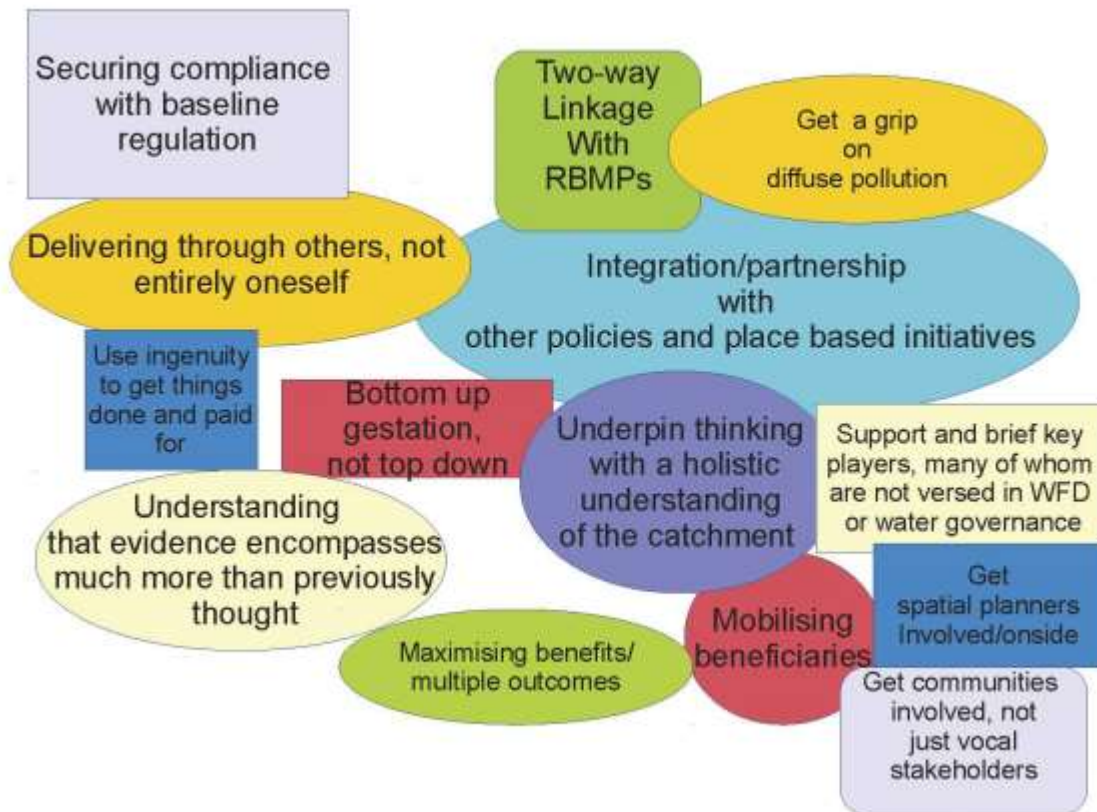 Securing compliance
with baseline
regulation
Two-way
Linkage
With
RBMPs
Get a grip
on
diffuse pollution
Delivering through others, not
entirely oneself
Integration/partnership
with
other policies and place based initiatives
Use ingenuity
to get things
done and paid
for
Bottom up
gestation,
not top down
Underpin thinking
with a holistic
understanding
of the catchment
Support and brief key
players, many of whom
are not versed in WFD
or water governance
Understanding
that evidence encompasses
much more than previously
thought
Get
spatial planners
Involved/onside
Mobilising
beneficiaries
Maximising benefits/
multiple outcomes
Get communities
involved, not
just vocal
stakeholders